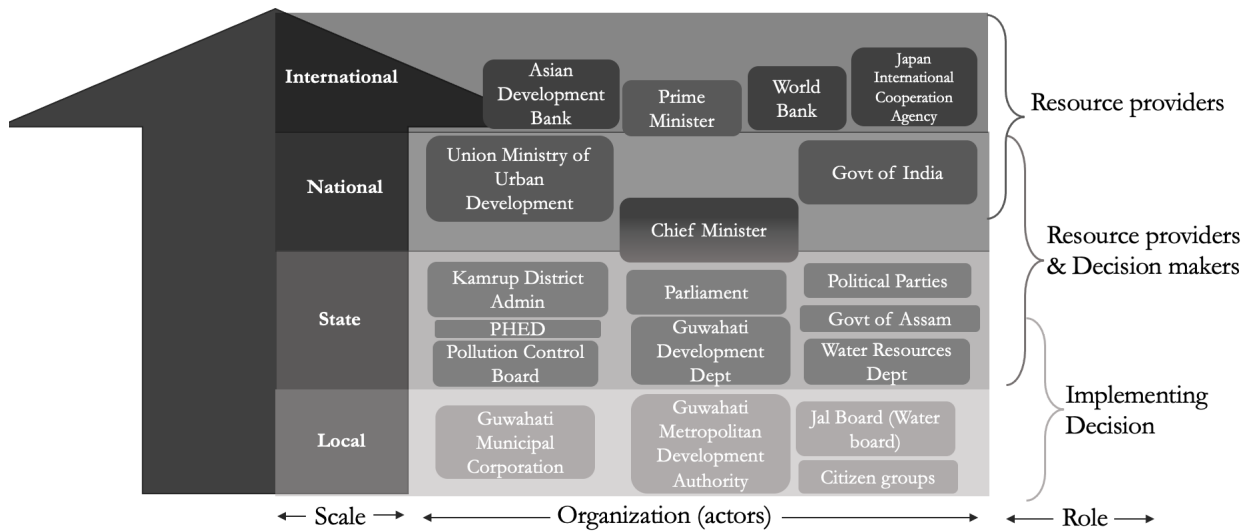 International
Asian
Development
Bank
Prime
Minister
World
Bank
Japan
International
Cooperation
Agency
Resource providers
National
Union Ministry of
Urban
Development
Govt of India
Chief Minister
Resource providers
& Decision makers
State
Kamrup District
Admin
Parliament
Political Parties
PHED
Guwahati
Development
Dept
Govt of Assam
Pollution Control
Board
Water Resources
Dept
Implementing
Decision
Local
Guwahati
Municipal
Corporation
Guwahati
Metropolitan
Development
Authority
Jal Board (Water
board)
Citizen groups
Scale
Organization (actors)
Role